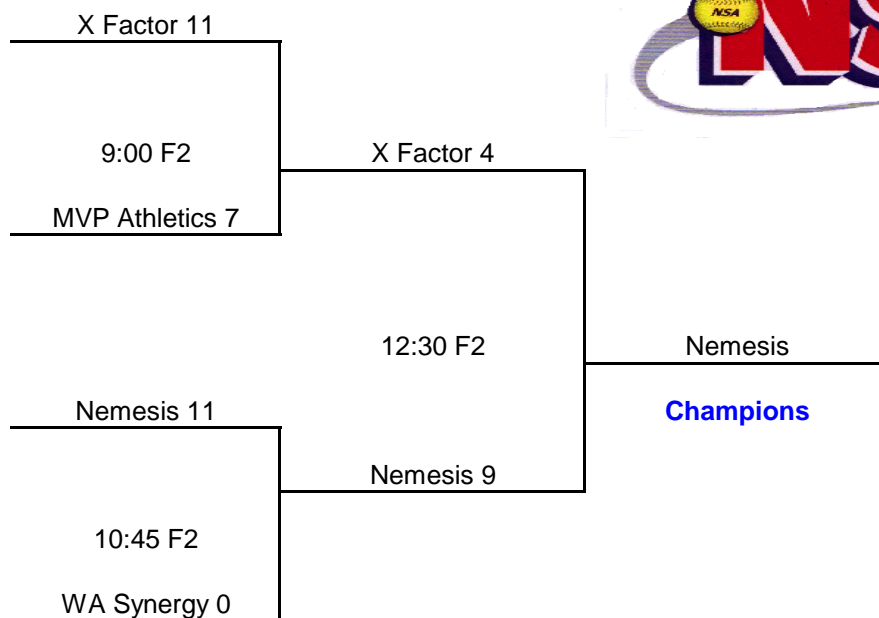 X Factor 11
NSA
9:00 F2
X Factor 4
MVP Athletics 7
12:30 F2
Nemesis
Nemesis 11
Champions
Nemesis 9
10:45 F2
WA Synergy 0